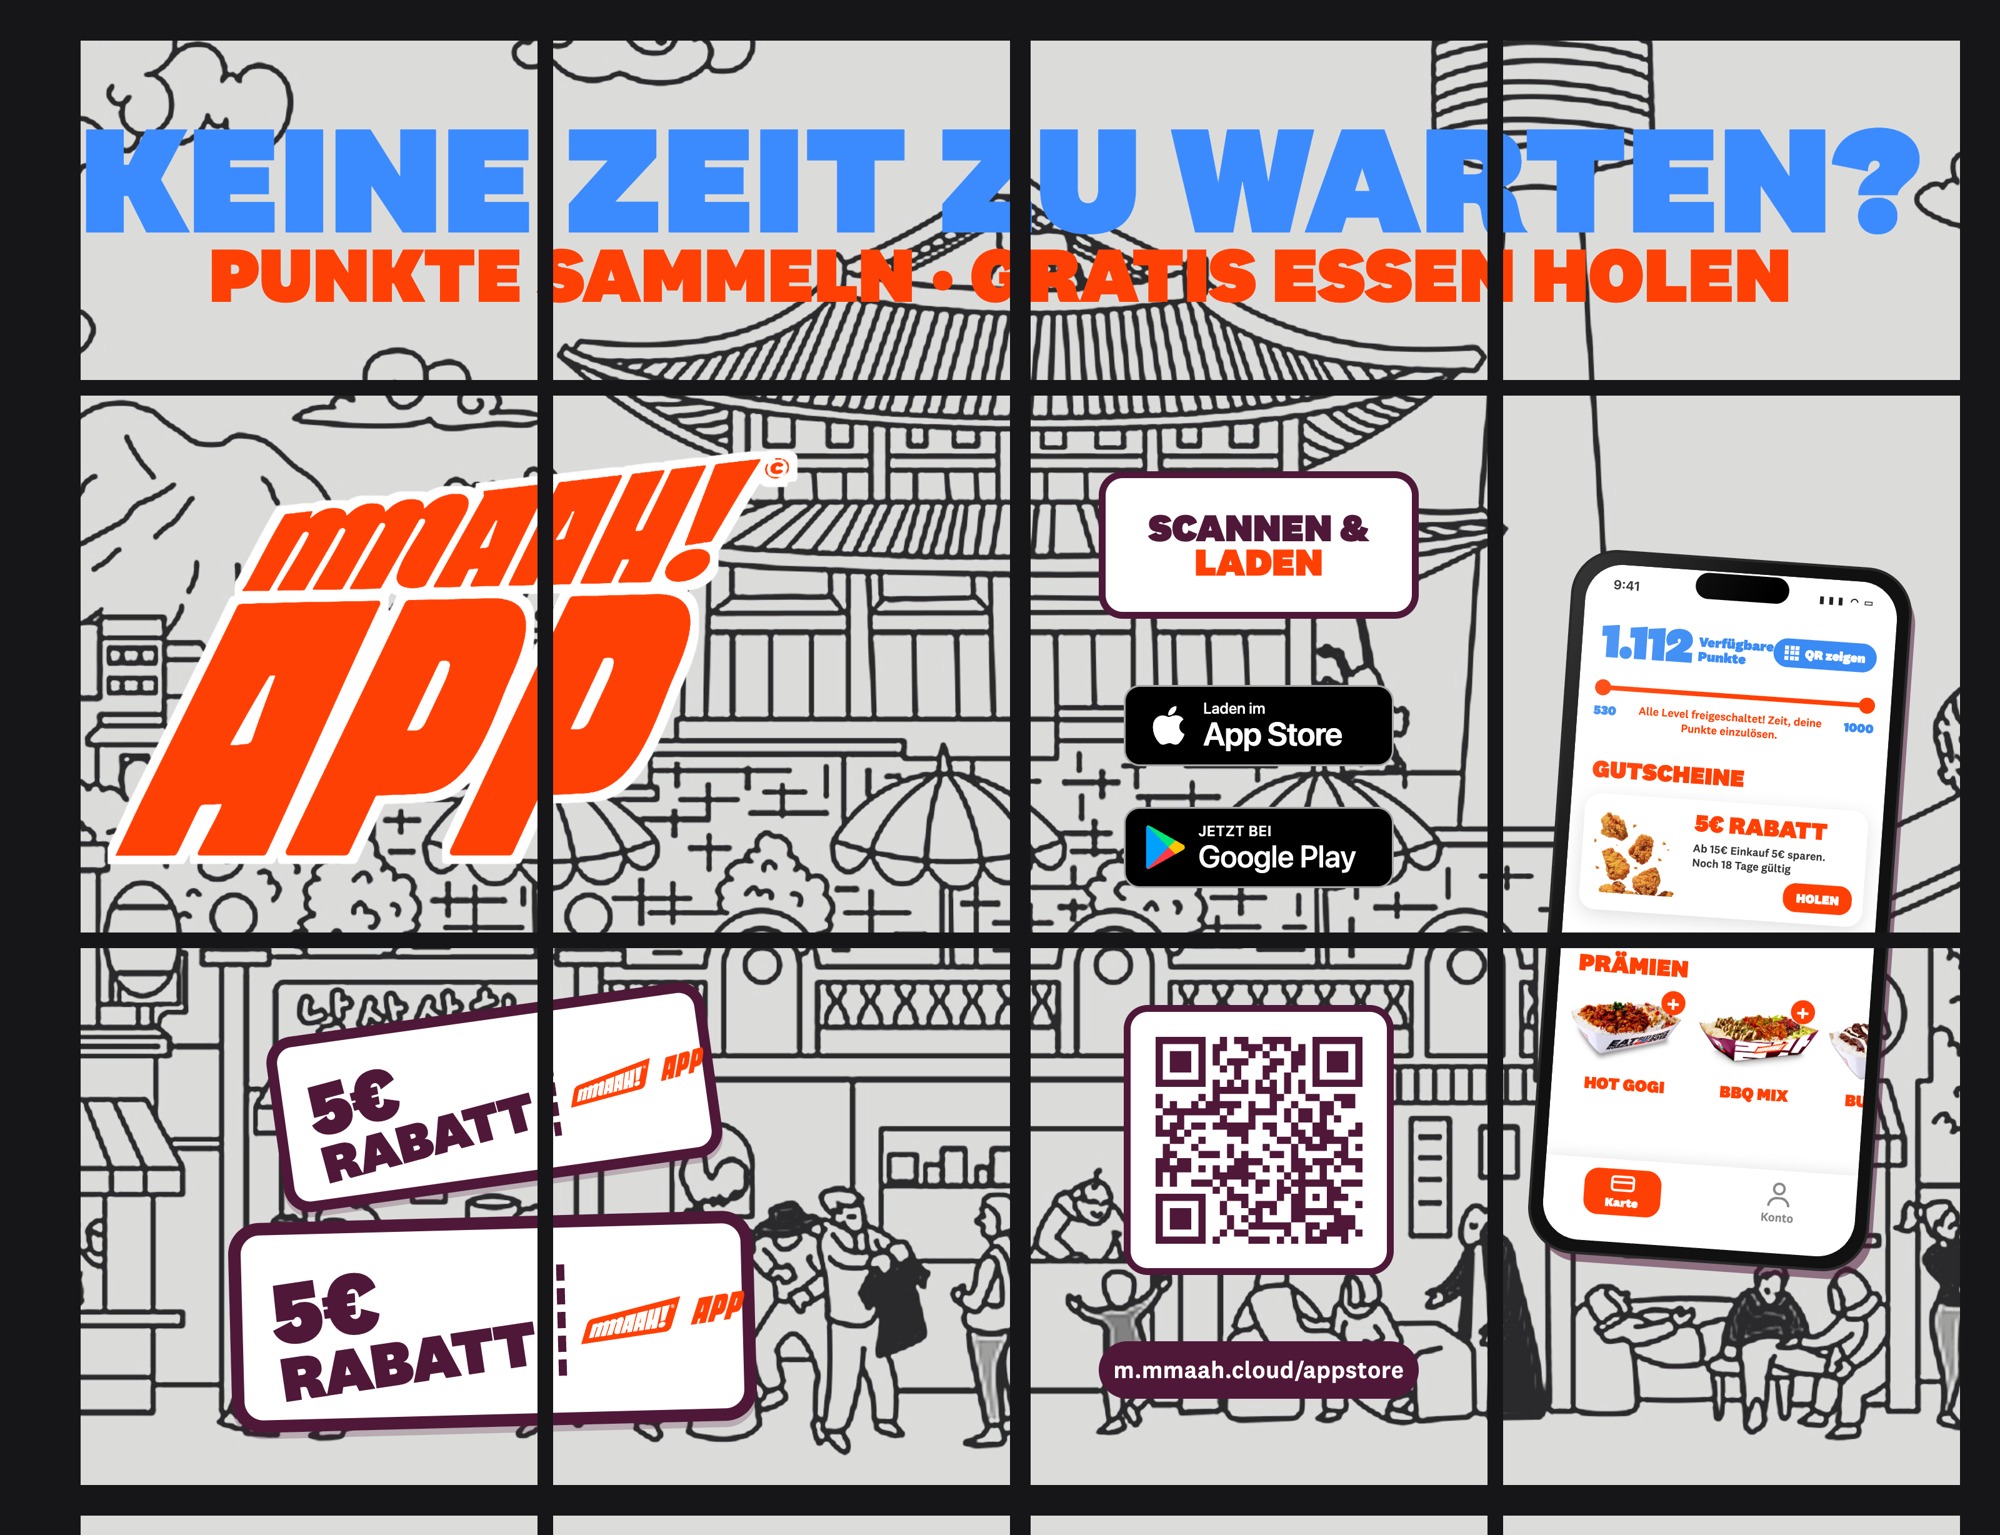 KEINE ZEIT ZU WARTEN?
PUNKTE SAMMELN • GRATIS ESSEN HOLEN
mmAAH! ©
APP
SCANNEN &
LADEN
Laden im
App Store
JETZT BEI
Google Play
9:41
1.112 Verfügbare Punkte
QR zeigen
530
Alle Level freigeschaltet! Zeit, deine
Punkte einzulösen.
1000
GUTSCHEINE
5€ RABATT
Ab 15€ Einkauf 5€ sparen.
Noch 18 Tage gültig
HOLEN
PRÄMIEN
HOT GOGI
BBQ MIX
BU
Karte
Konto
5€
RABATT
mmAAH! APP
5€
RABATT
mmAAH! APP
m.mmaah.cloud/appstore